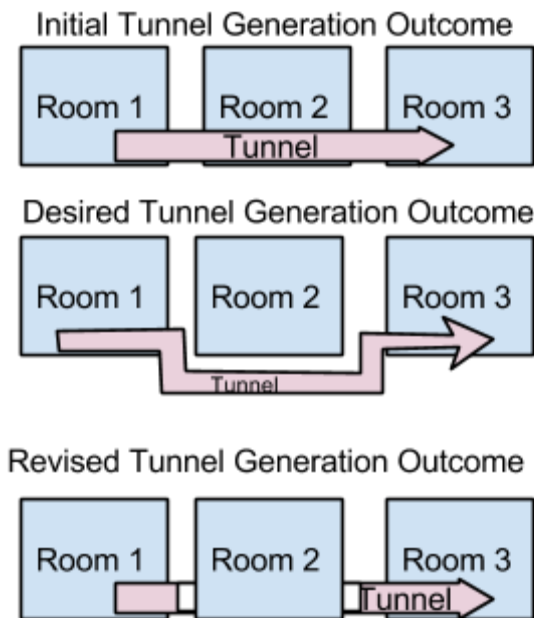 Initial Tunnel Generation Outcome
Room 1 Room 2 Room 3
Tunnel
Desired Tunnel Generation Outcome
Room 1 Room 2 Room 3
Tunnel
Revised Tunnel Generation Outcome
Room 1 Room 2 Room 3
Tunnel